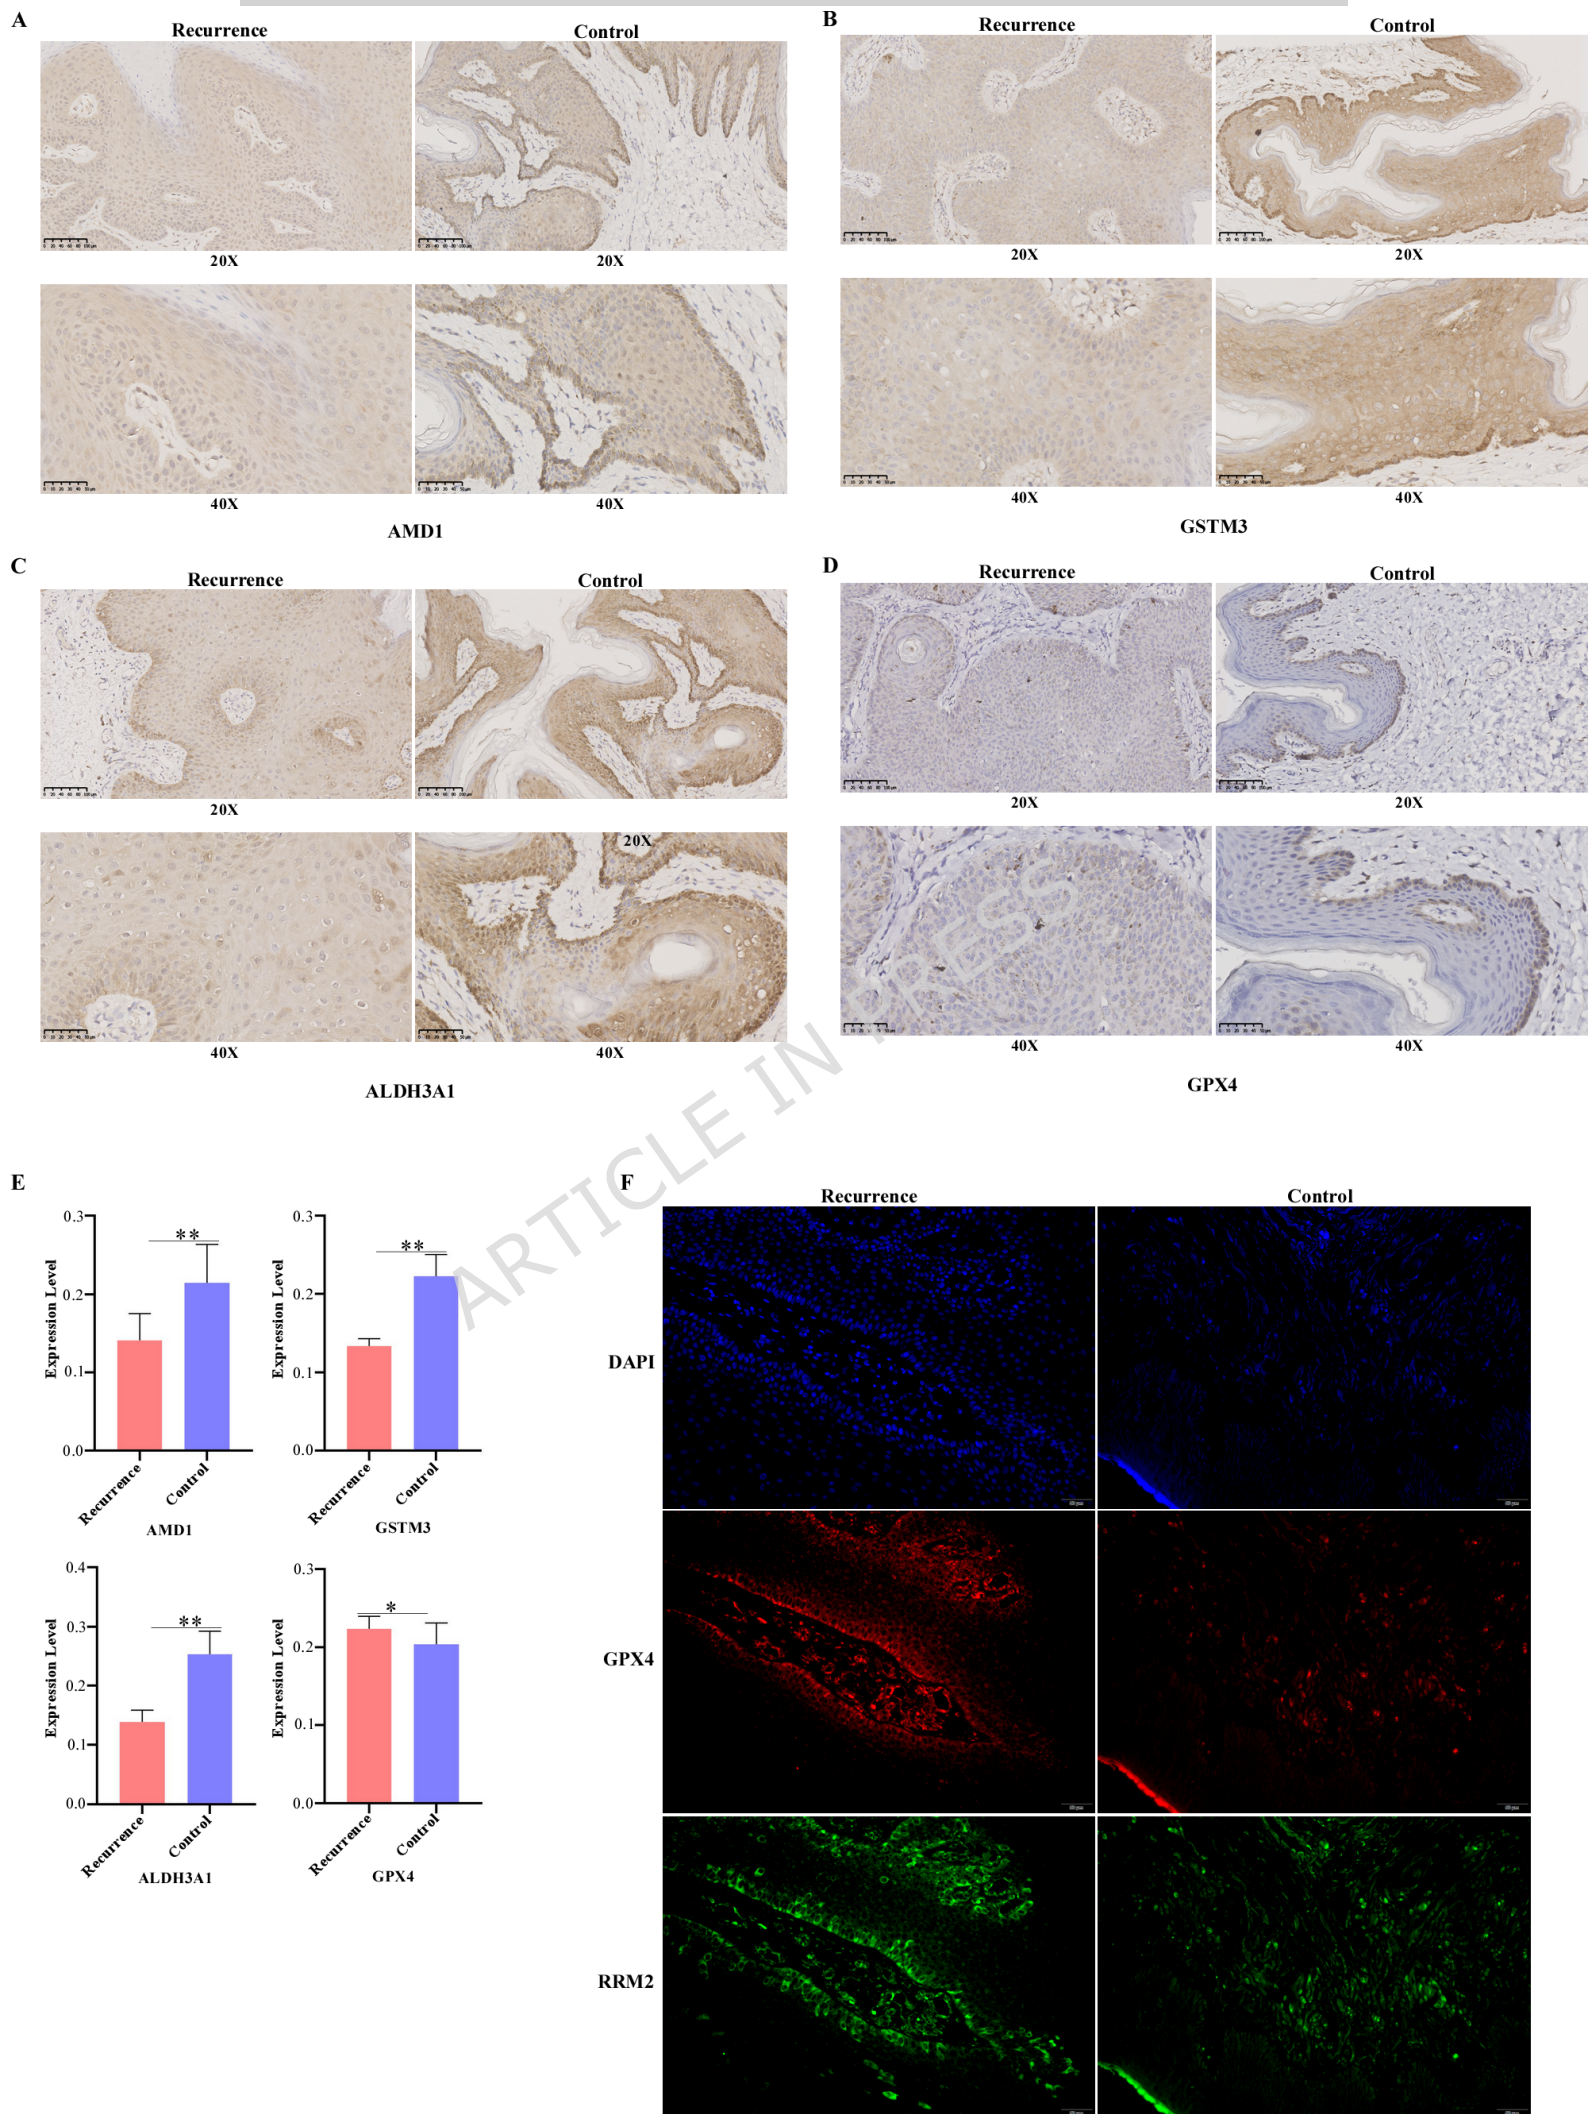 A
Recurrence
Control
20X
20X
40X
40X
AMD1
B
Recurrence
Control
20X
20X
40X
40X
GSTM3
C
Recurrence
Control
20X
20X
40X
40X
ALDH3A1
D
Recurrence
Control
20X
20X
40X
40X
GPX4
ARTICLE IN PRESS
E
Expression Level
0.3
0.2
0.1
0.0
**
Recurrence
Control
AMD1
Expression Level
0.3
0.2
0.1
0.0
**
Recurrence
Control
GSTM3
Expression Level
0.4
0.3
0.2
0.1
0.0
**
Recurrence
Control
ALDH3A1
Expression Level
0.3
0.2
0.1
0.0
*
Recurrence
Control
GPX4
F
Recurrence
Control
DAPI
GPX4
RRM2